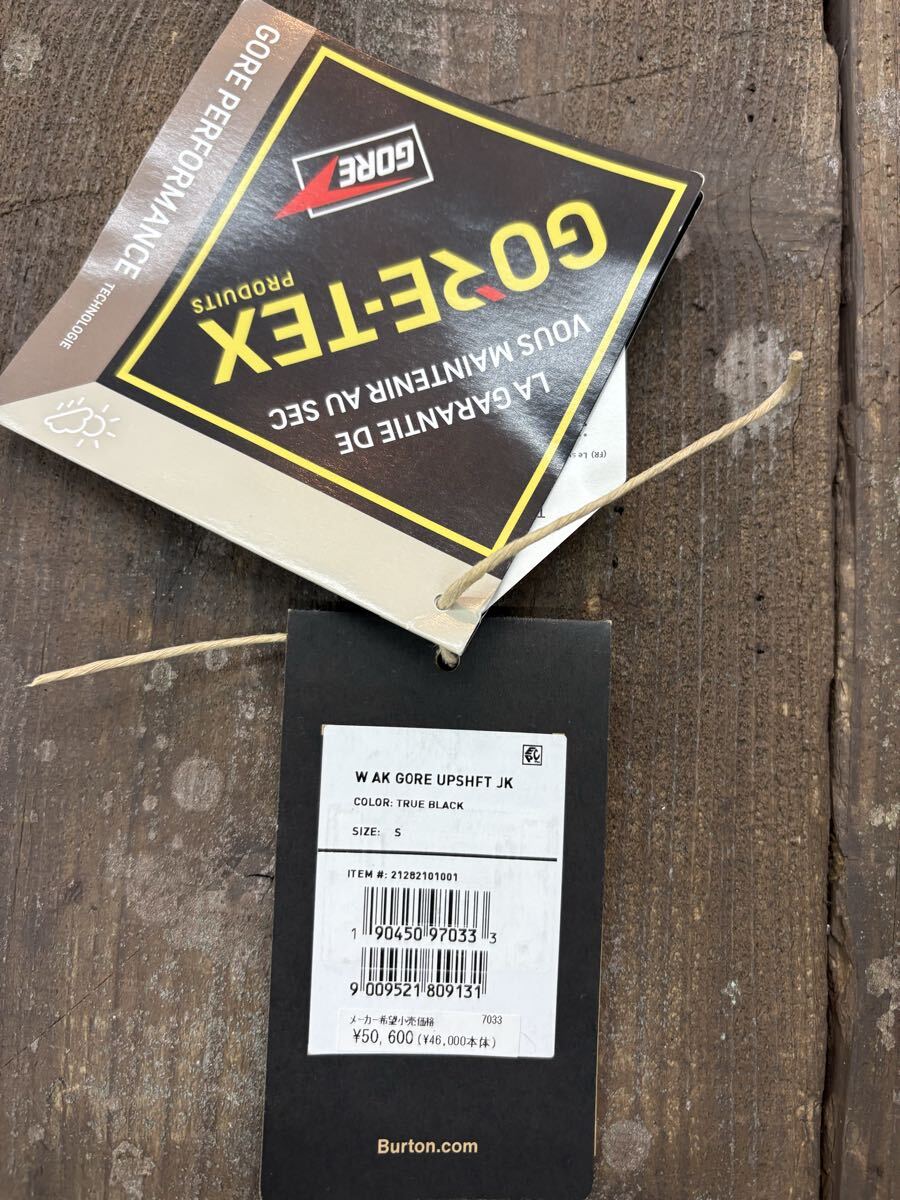 GORE PERFORMANCE TECHNOLOGIE
GORE
GORE-TEX
PRODUITS
LA GARANTIE DE
VOUS MAINTENIR AU SEC
(FR) Le
W AK GORE UPSHFT JK
COLOR: TRUE BLACK
SIZE: S
ITEM #: 21282101001
1 90450 97033 3
9 009521 809131
メーカー希望小売価格 7033
¥50,600 (¥46,000本体)
Burton.com